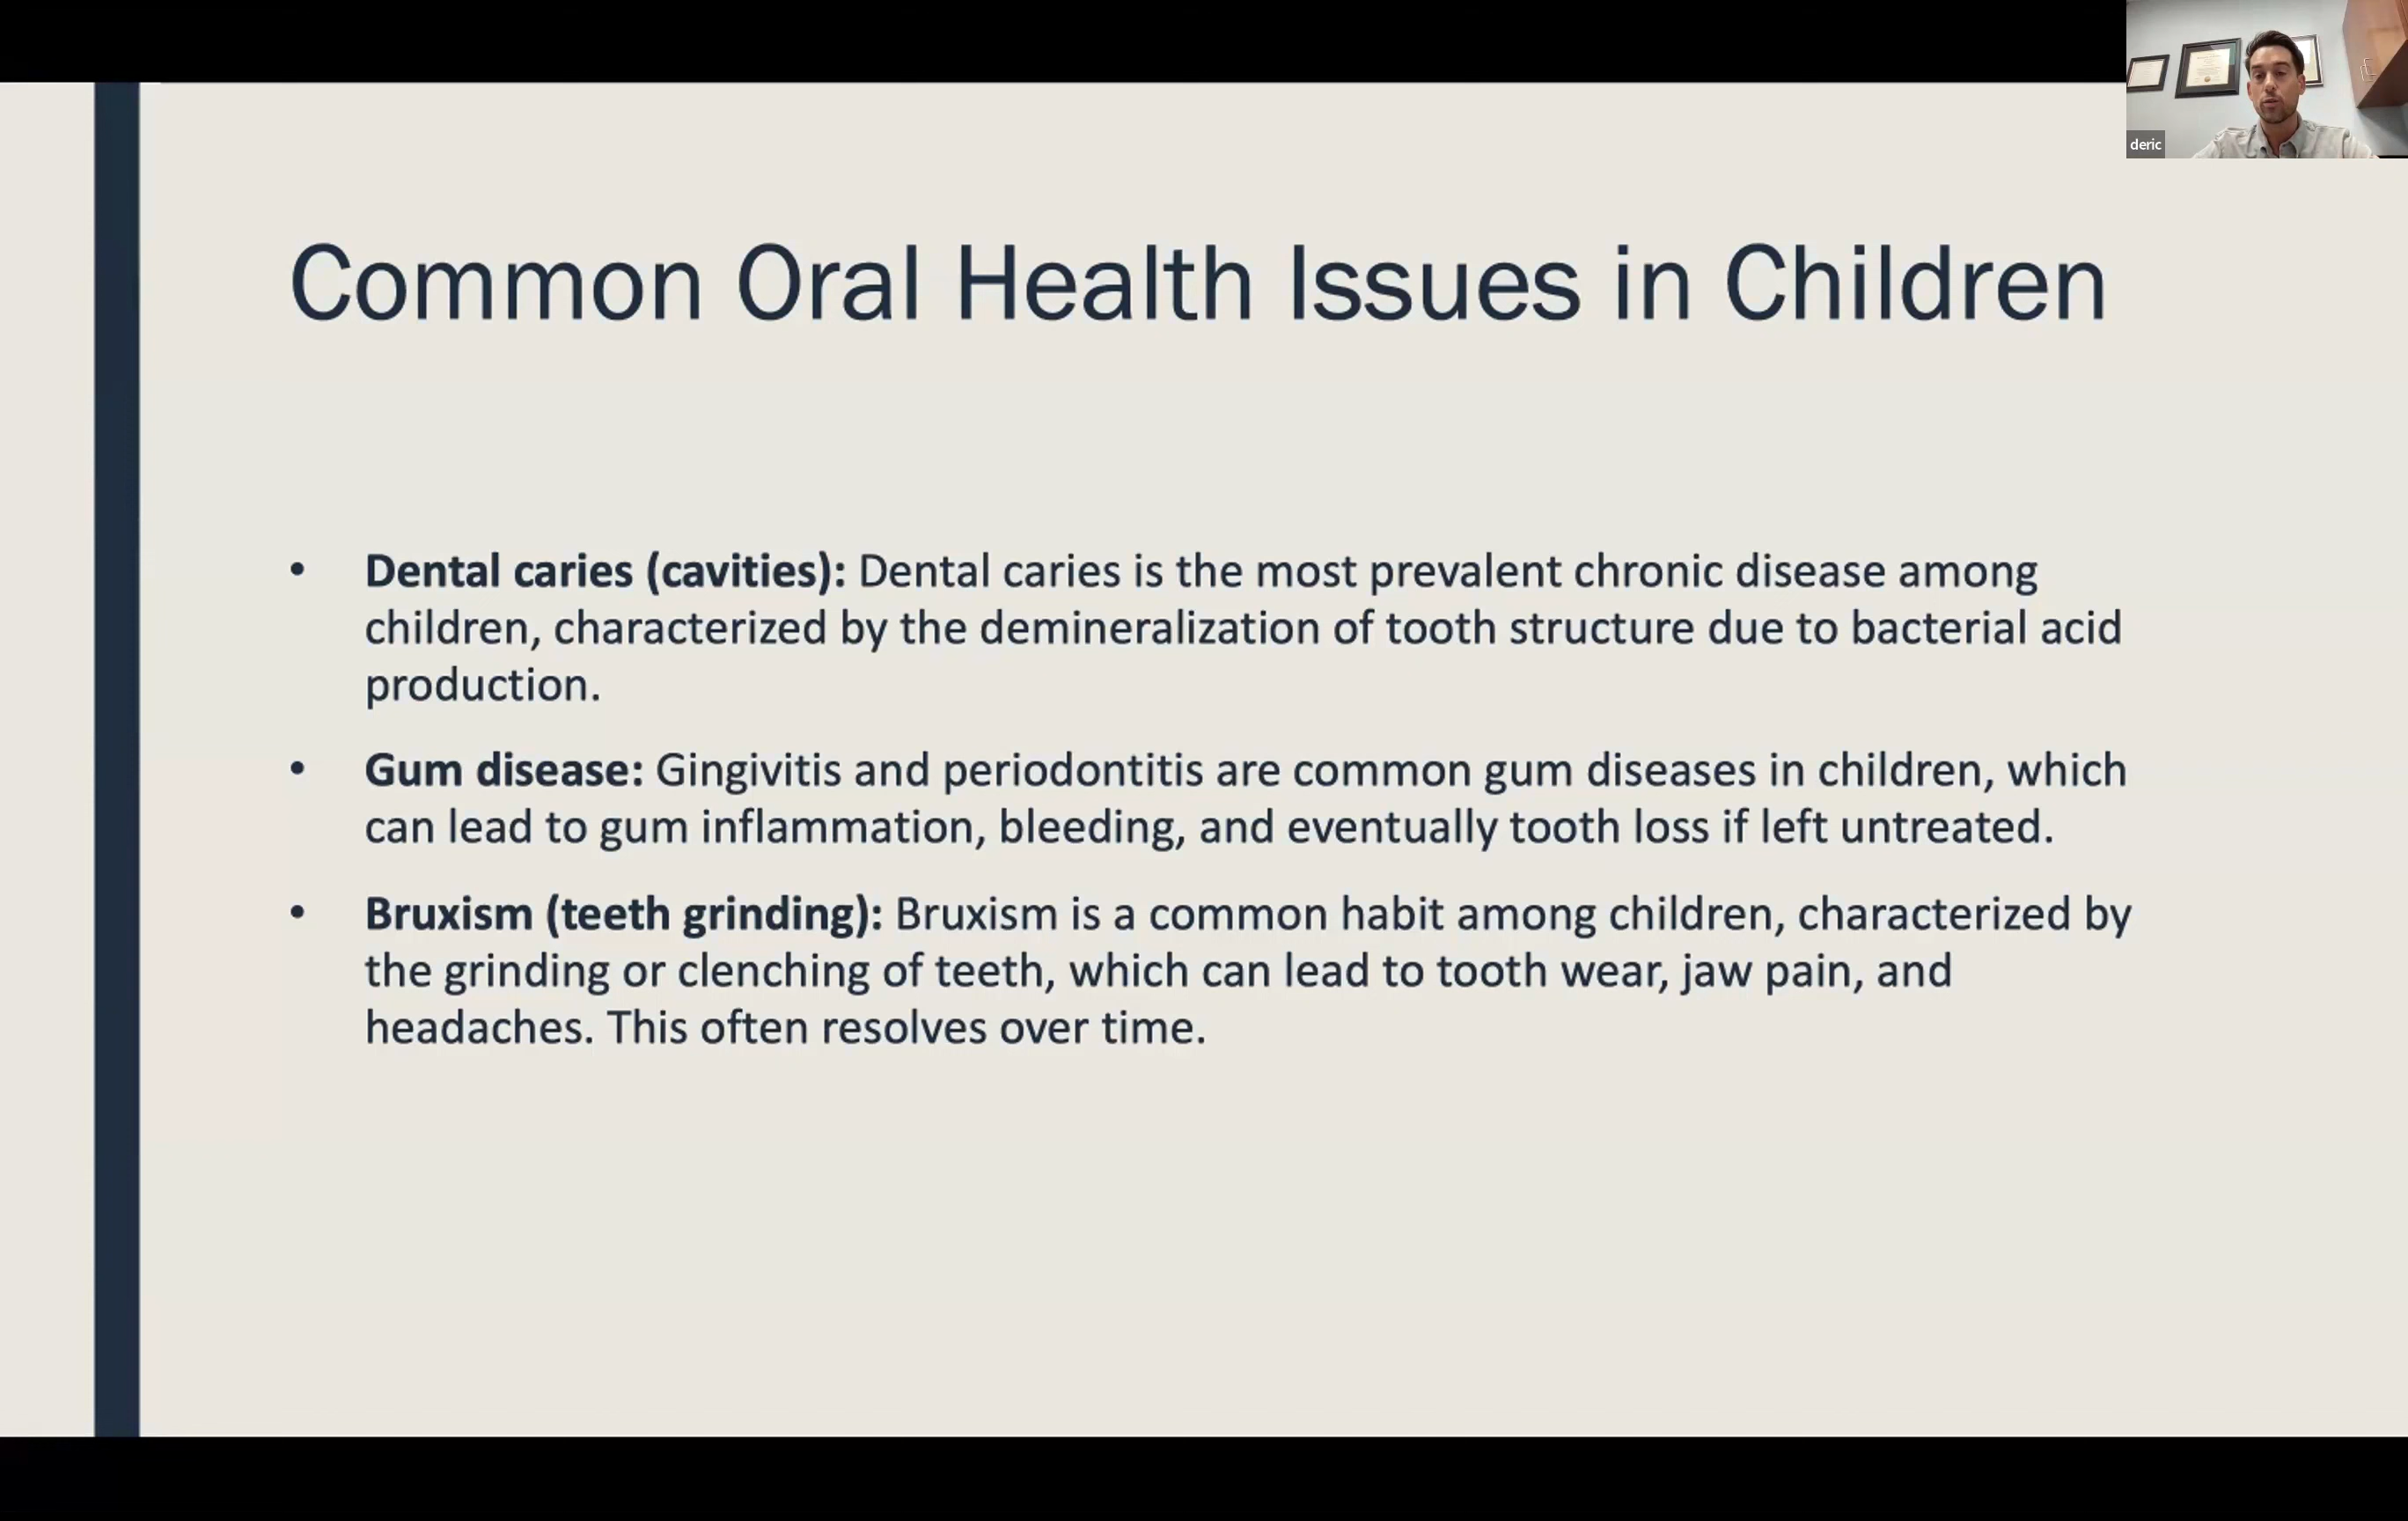 deric
Common Oral Health Issues in Children
• Dental caries (cavities): Dental caries is the most prevalent chronic disease among
children, characterized by the demineralization of tooth structure due to bacterial acid
production.
• Gum disease: Gingivitis and periodontitis are common gum diseases in children, which
can lead to gum inflammation, bleeding, and eventually tooth loss if left untreated.
• Bruxism (teeth grinding): Bruxism is a common habit among children, characterized by
the grinding or clenching of teeth, which can lead to tooth wear, jaw pain, and
headaches. This often resolves over time.